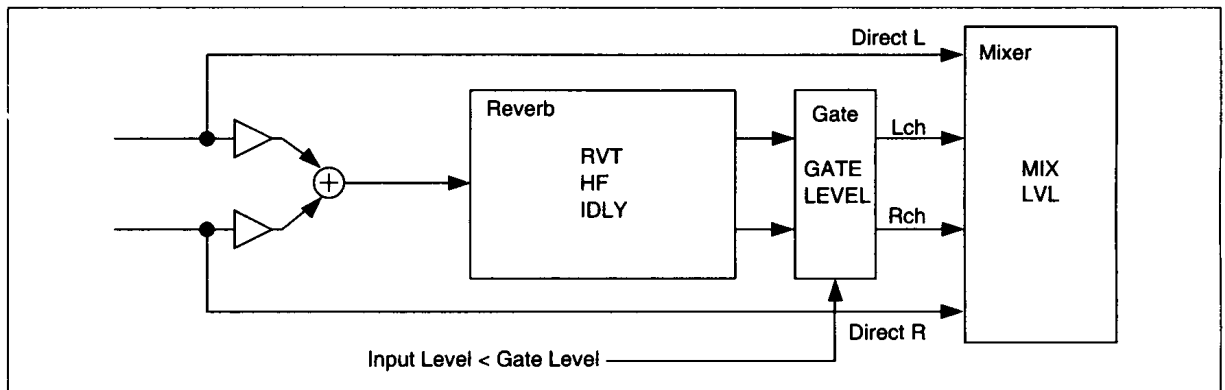 Direct L
Mixer
Reverb
Gate
Lch
RVT
HF
IDLY
GATE
LEVEL
MIX
LVL
Rch
Direct R
Input Level < Gate Level